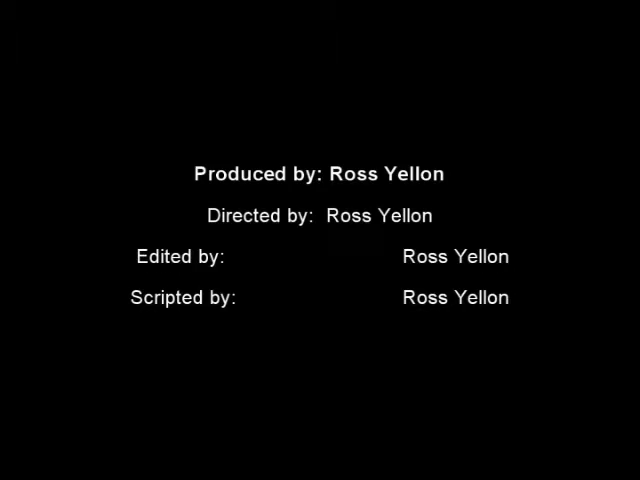 Produced by: Ross Yellon
Directed by: Ross Yellon
Edited by: Ross Yellon
Scripted by: Ross Yellon